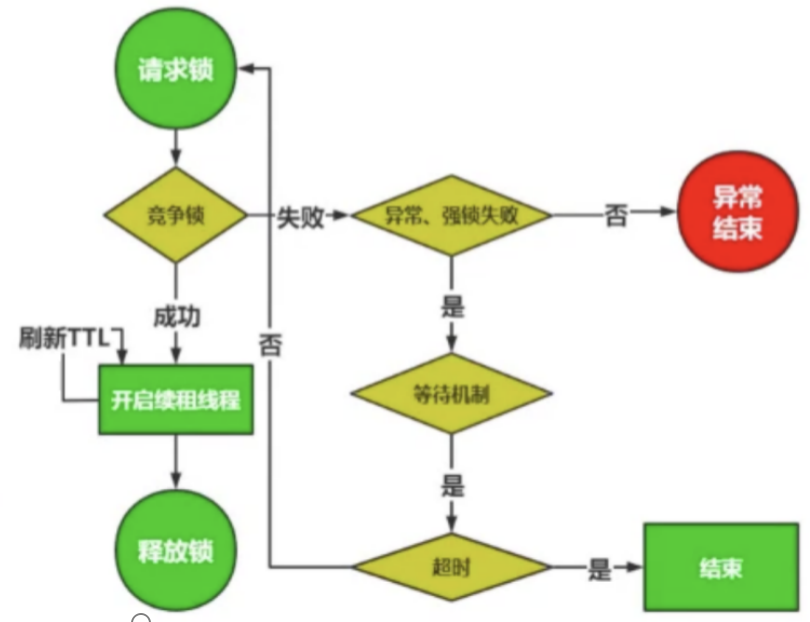 请求锁
竞争锁
失败
异常、强锁失败
否
异常
结束
成功
是
刷新TTL
否
开启续租线程
等待机制
是
释放锁
超时
是
结束